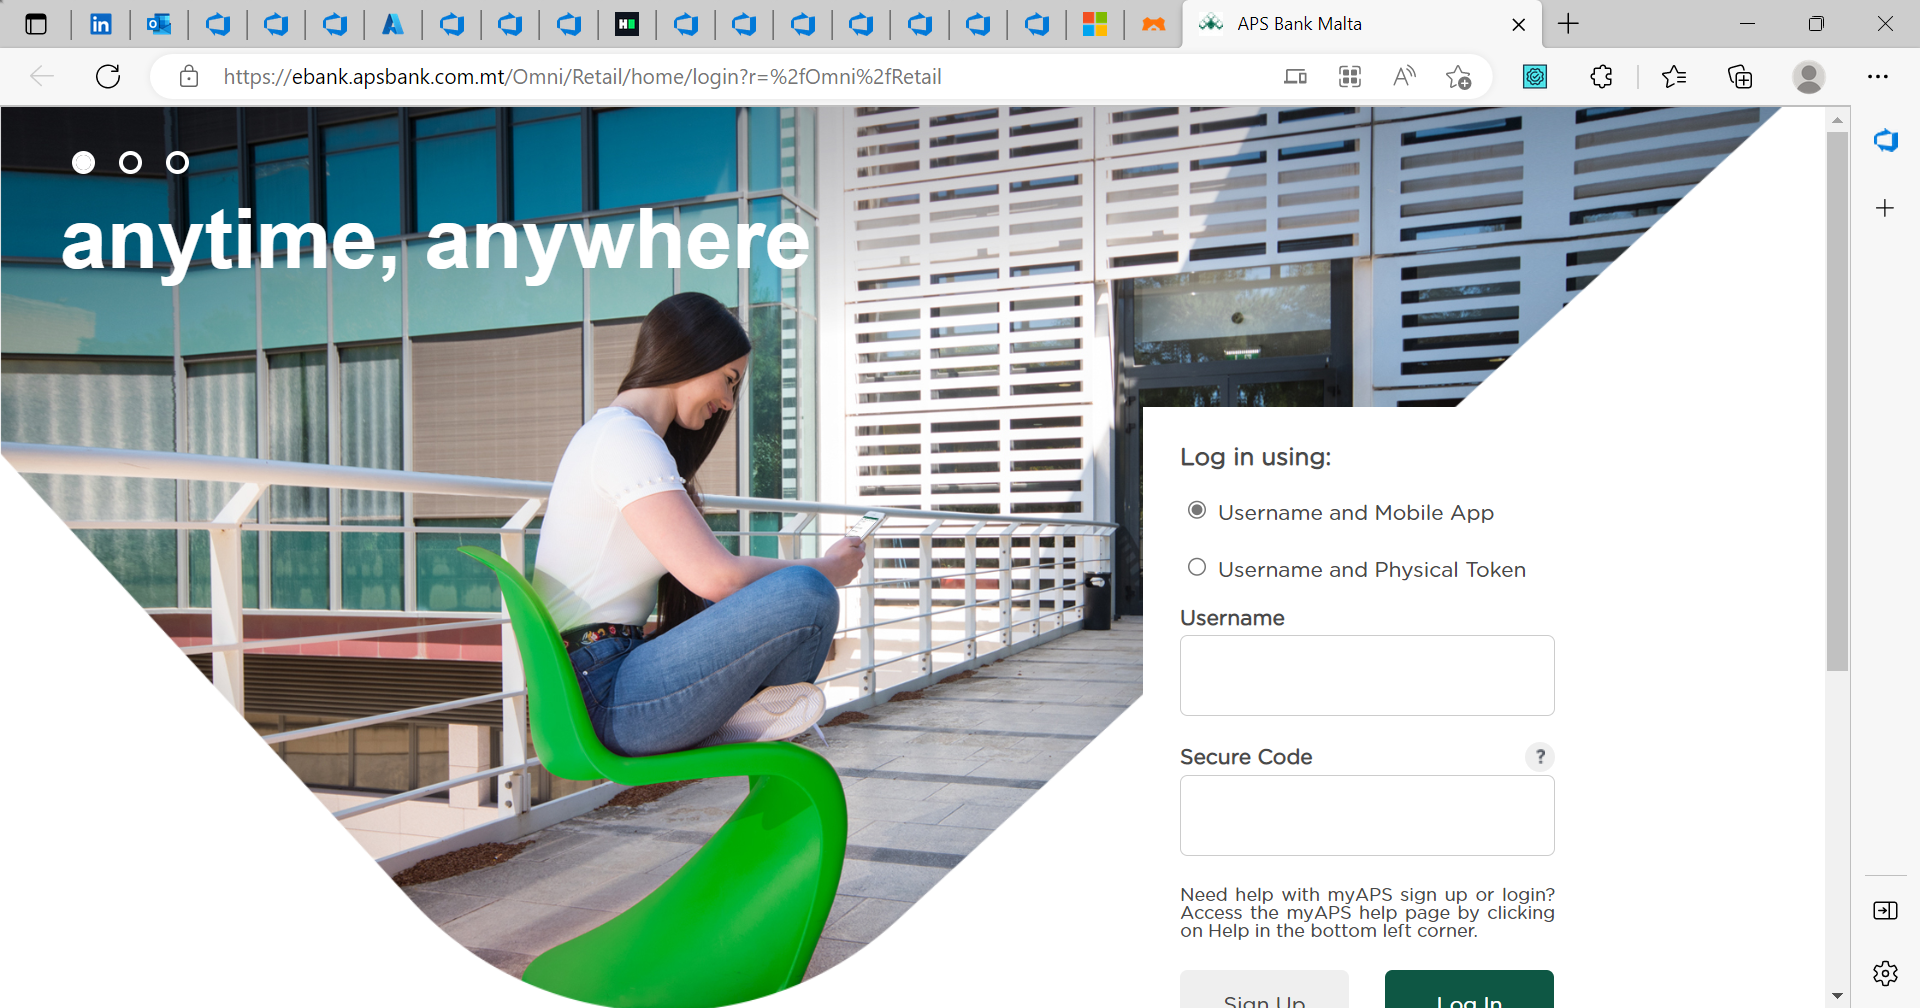 APS Bank Malta
https://ebank.apsbank.com.mt/Omni/Retail/home/login?r=%2fOmni%2fRetail
anytime, anywhere
Log in using:
Username and Mobile App
Username and Physical Token
Username
Secure Code
?
Need help with myAPS sign up or login?
Access the myAPS help page by clicking
on Help in the bottom left corner.
Sign Up
Log In